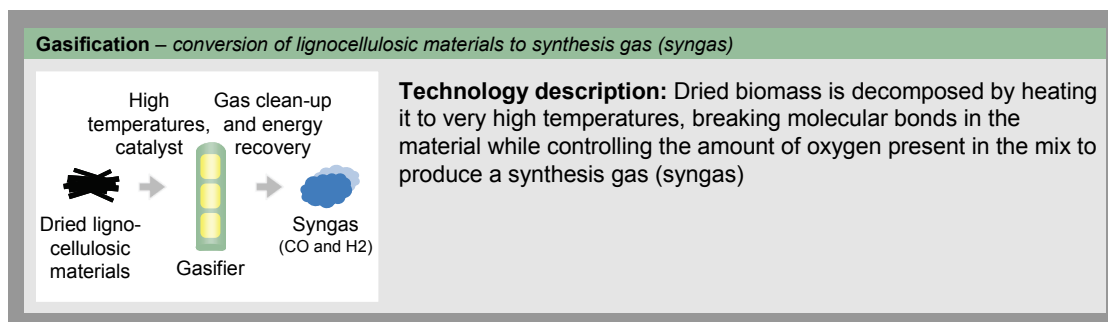 Gasification – conversion of lignocellulosic materials to synthesis gas (syngas)
High temperatures, catalyst
Gas clean-up and energy recovery
Dried ligno-
cellulosic
materials
Gasifier
Syngas
(CO and H2)
Technology description: Dried biomass is decomposed by heating
it to very high temperatures, breaking molecular bonds in the
material while controlling the amount of oxygen present in the mix to
produce a synthesis gas (syngas)